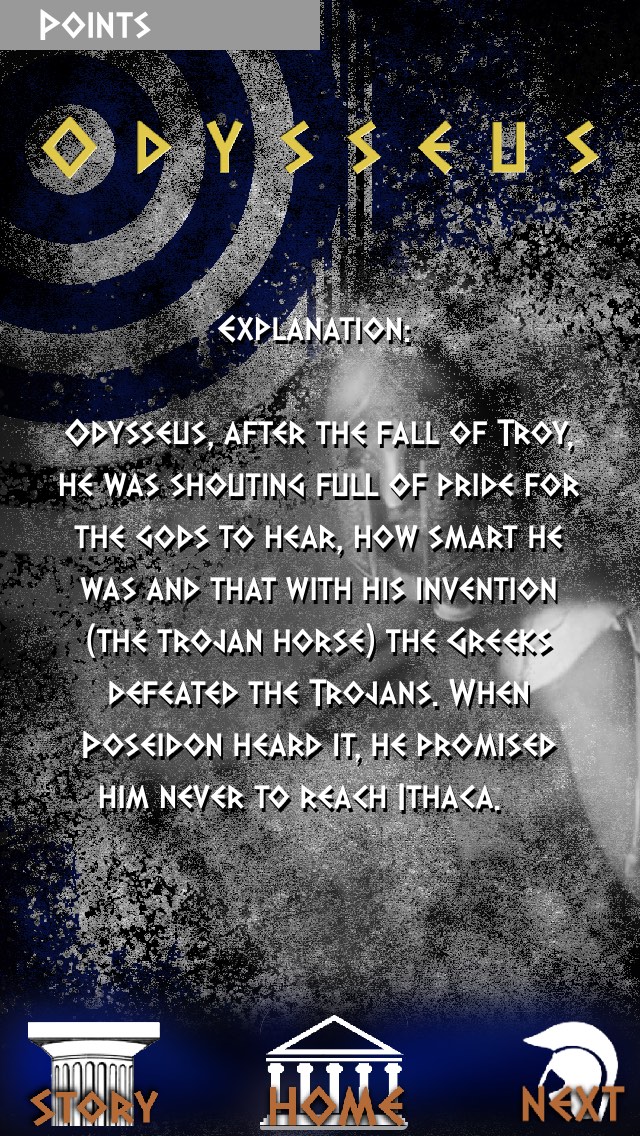 Points
Odysseus
Explanation:
Odysseus, after the fall of Troy,
he was shouting full of pride for
the gods to hear, how smart he
was and that with his invention
(the trojan horse) the Greeks
defeated the Trojans. When
Poseidon heard it, he promised
him never to reach Ithaca.
STORY
HOME
NEXT